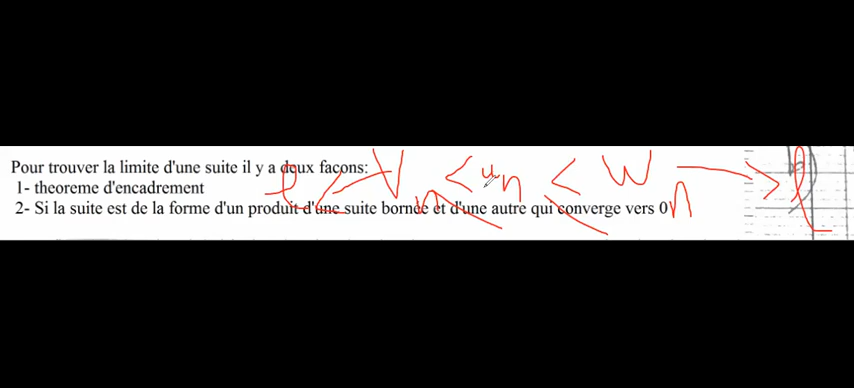 Pour trouver la limite d'une suite il y a deux façons:
ℓ ← Vn ≤ un ≤ Wn → ℓ
1- theoreme d'encadrement
2- Si la suite est de la forme d'un produit d'une suite bornée et d'une autre qui converge vers 0